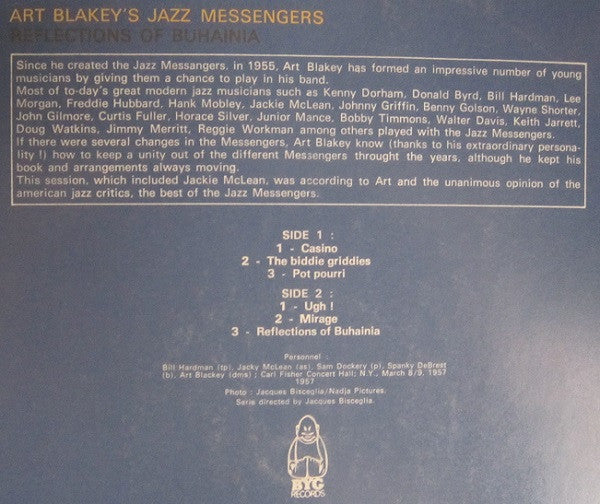 ART BLAKEY'S JAZZ MESSENGERS
REFLECTIONS OF BUHAINIA
Since he created the Jazz Messangers, in 1955, Art Blakey has formed an impressive number of young
musicians by giving them a chance to play in his band.
Most of to-day's great modern jazz musicians such as Kenny Dorham, Donald Byrd, Bill Hardman, Lee
Morgan, Freddie Hubbard, Hank Mobley, Jackie McLean, Johnny Griffin, Benny Golson, Wayne Shorter,
John Gilmore, Curtis Fuller, Horace Silver, Junior Mance, Bobby Timmons, Walter Davis, Keith Jarrett,
Doug Watkins, Jimmy Merritt, Reggie Workman among others played with the Jazz Messengers.
If there were several changes in the Messengers, Art Blakey know (thanks to his extraordinary persona-
lity !) how to keep a unity out of the different Messengers throught the years, although he kept his
book and arrangements always moving.
This session, which included Jackie McLean, was according to Art and the unanimous opinion of the
american jazz critics, the best of the Jazz Messengers.
SIDE 1 :
1 - Casino
2 - The biddie griddies
3 - Pot pourri
SIDE 2 :
1 - Ugh !
2 - Mirage
3 - Reflections of Buhainia
Personnel :
Bill Hardman (tp), Jacky McLean (as), Sam Dockery (p), Spanky DeBrest
(b), Art Blackey (dms) ; Carl Fisher Concert Hall; N.Y., March 8/9, 1957
1957
Photo : Jacques Bisceglia/Nadja Pictures.
Serie directed by Jacques Bisceglia.
BYG
RECORDS